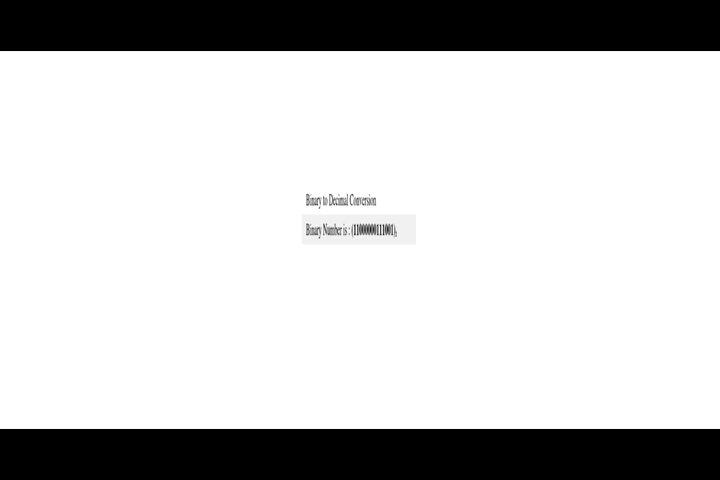 Binary to Decimal Conversion
Binary Number is : (11000000111001)₂